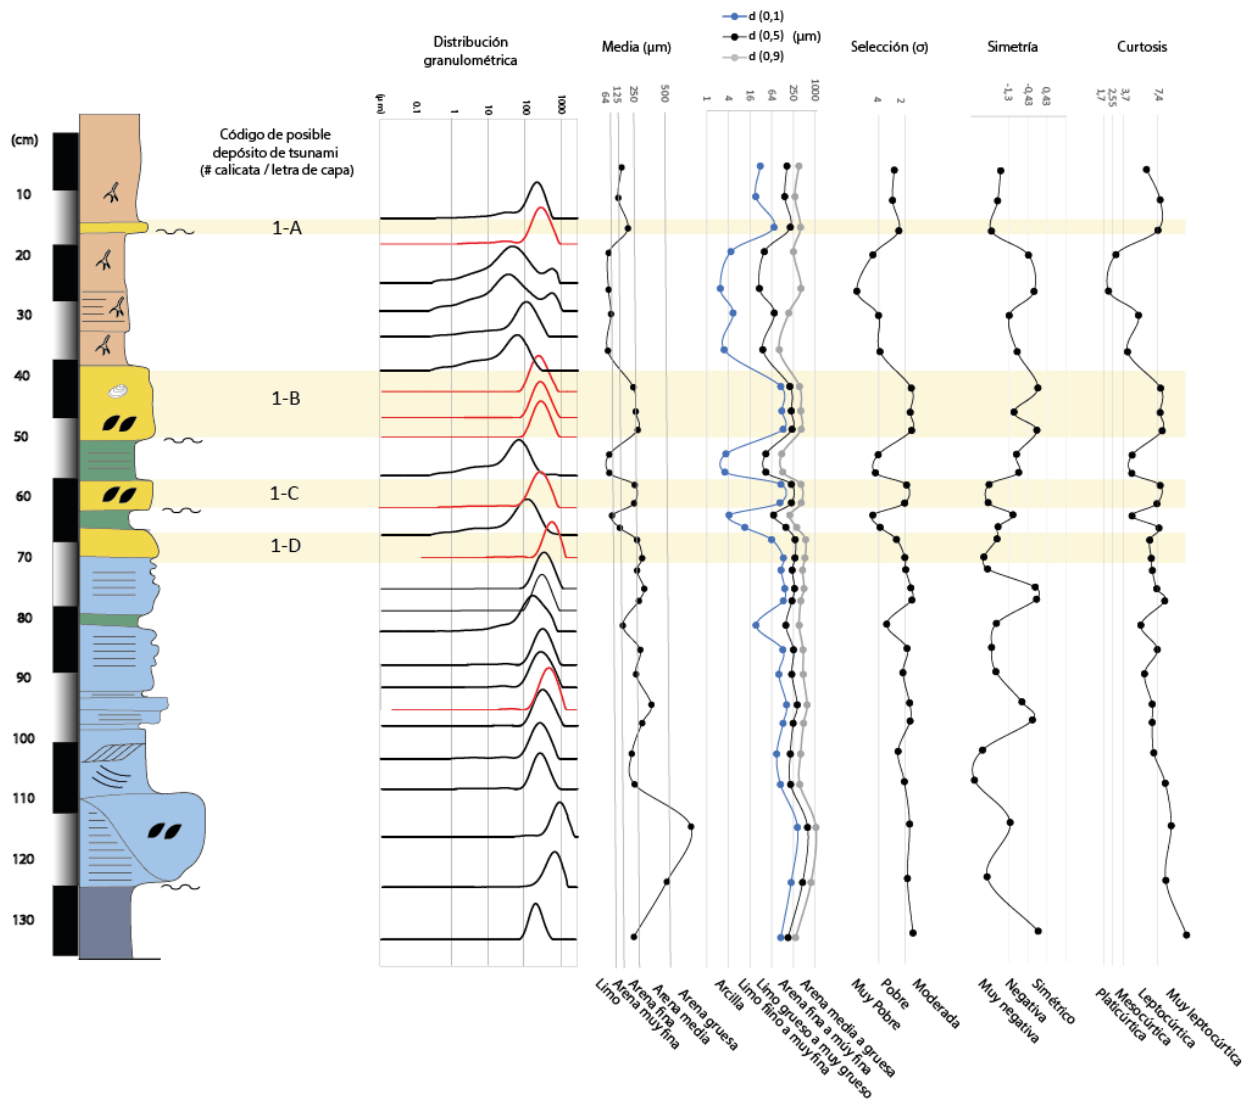 d (0,1)
d (0,5) (µm)
d (0,9)
Distribución
granulométrica
Media (µm)
Selección (σ)
Simetría
Curtosis
(µm)
0.1
1
10
100
1000
64
125
250
500
1
4
16
64
250
1000
4
2
-1,3
-0,43
0,43
1,7
2,55
3,7
7,4
(cm)
Código de posible
depósito de tsunami
(# calicata / letra de capa)
10
1-A
20
30
40
1-B
50
60
1-C
70
1-D
80
90
100
110
120
130
Limo
Arena muy fina
Arena fina
Arena media
Arena gruesa
Arcilla
Limo fiino a muy fina
Limo grueso a muy grueso
Arena fina a múy fina
Arena media a gruesa
Muy Pobre
Pobre
Moderada
Muy negativa
Negativa
Simétrico
Platicúrtica
Mesocúrtica
Leptocúrtica
Muy leptocúrtica